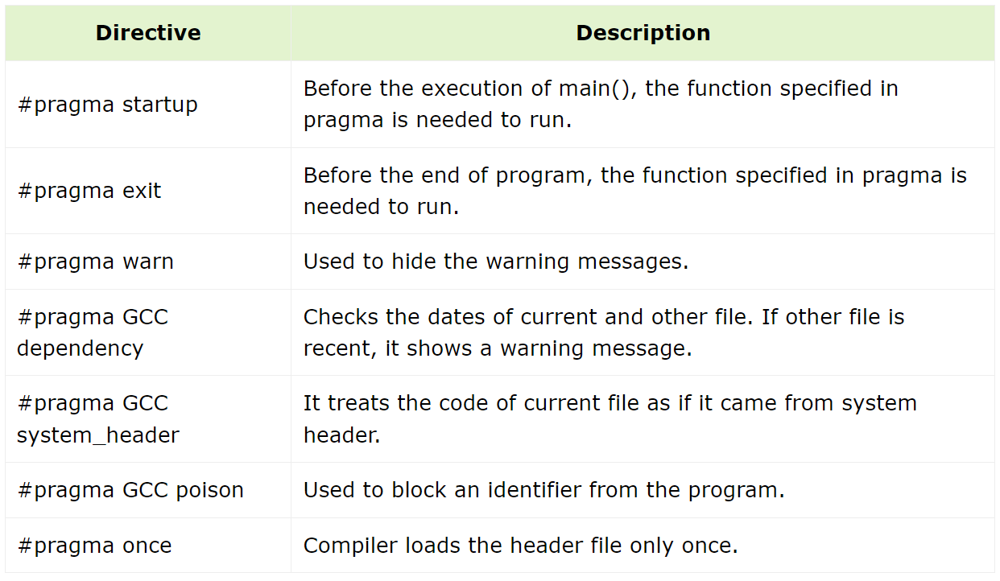 Directive Description
#pragma startup
Before the execution of main(), the function specified in
pragma is needed to run.
#pragma exit
Before the end of program, the function specified in pragma is
needed to run.
#pragma warn
Used to hide the warning messages.
#pragma GCC
dependency
Checks the dates of current and other file. If other file is
recent, it shows a warning message.
#pragma GCC
system_header
It treats the code of current file as if it came from system
header.
#pragma GCC poison
Used to block an identifier from the program.
#pragma once
Compiler loads the header file only once.